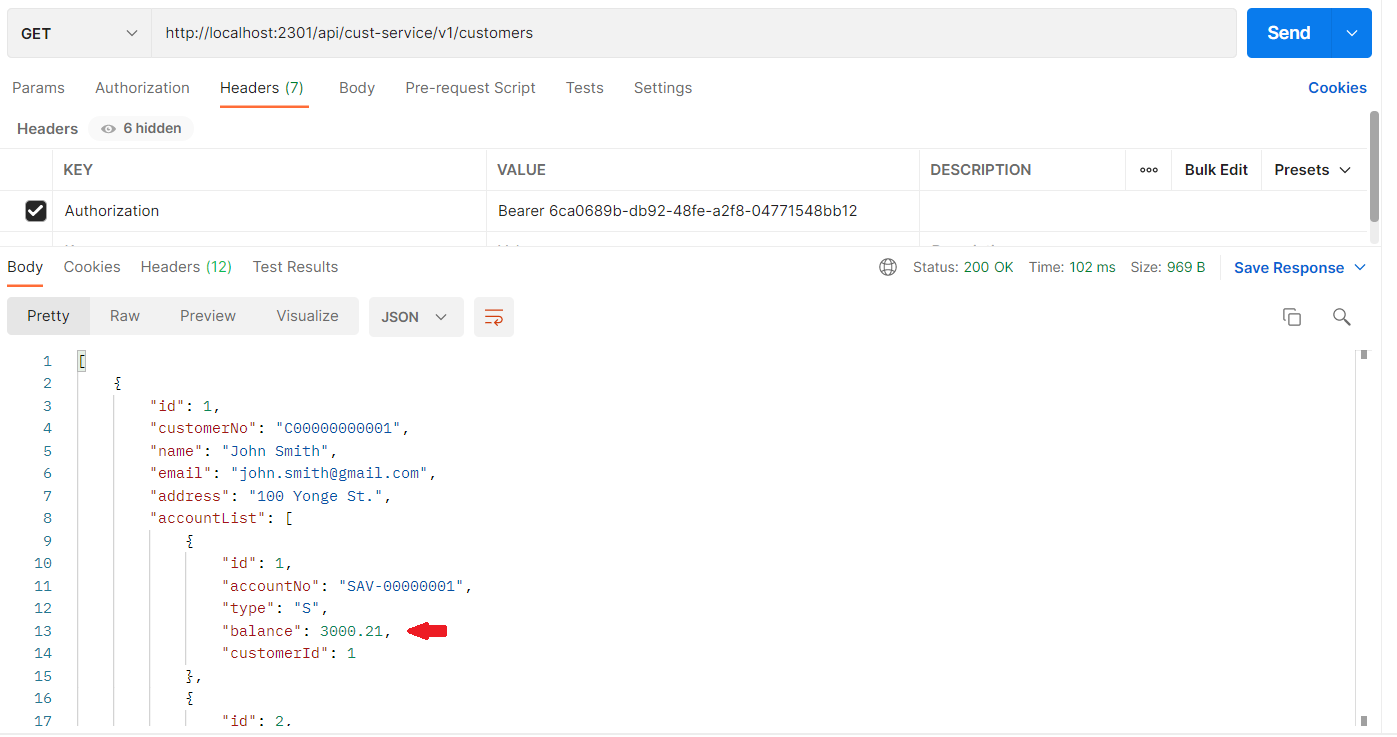 GET http://localhost:2301/api/cust-service/v1/customers Send
Params Authorization Headers (7) Body Pre-request Script Tests Settings Cookies
Headers 6 hidden
KEY VALUE DESCRIPTION ••• Bulk Edit Presets
Authorization Bearer 6ca0689b-db92-48fe-a2f8-04771548bb12
Body Cookies Headers (12) Test Results Status: 200 OK Time: 102 ms Size: 969 B Save Response
Pretty Raw Preview Visualize JSON
1 [
2 {
3 "id": 1,
4 "customerNo": "C00000000001",
5 "name": "John Smith",
6 "email": "john.smith@gmail.com",
7 "address": "100 Yonge St.",
8 "accountList": [
9 {
10 "id": 1,
11 "accountNo": "SAV-00000001",
12 "type": "S",
13 "balance": 3000.21,
14 "customerId": 1
15 },
16 {
17 "id": 2,